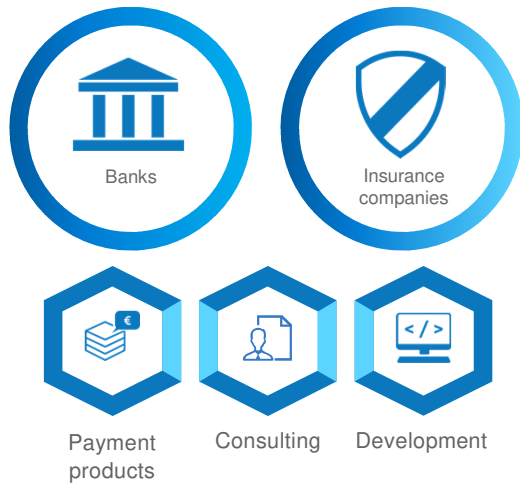 Banks
Insurance
companies
€
</>
Payment
products
Consulting
Development